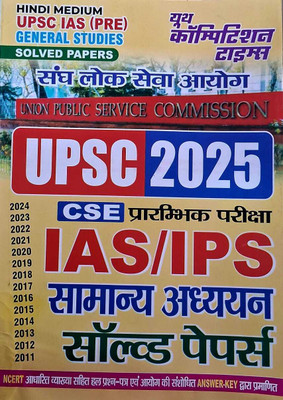 HINDI MEDIUM
UPSC IAS (PRE)
GENERAL STUDIES
SOLVED PAPERS
यूथ
कॉम्पिटिशन
टाइम्स
संघ लोक सेवा आयोग
UNION PUBLIC SERVICE COMMISSION
UPSC 2025
CSE प्रारम्भिक परीक्षा
2024
2023
2022
2021
2020
2019
2018
2017
2016
2015
2014
2013
2012
2011
IAS/IPS
सामान्य अध्ययन
सॉल्व्ड पेपर्स
NCERT आधारित व्याख्या सहित हल प्रश्न-पत्र एवं आयोग की संशोधित ANSWER-KEY द्वारा प्रमाणित